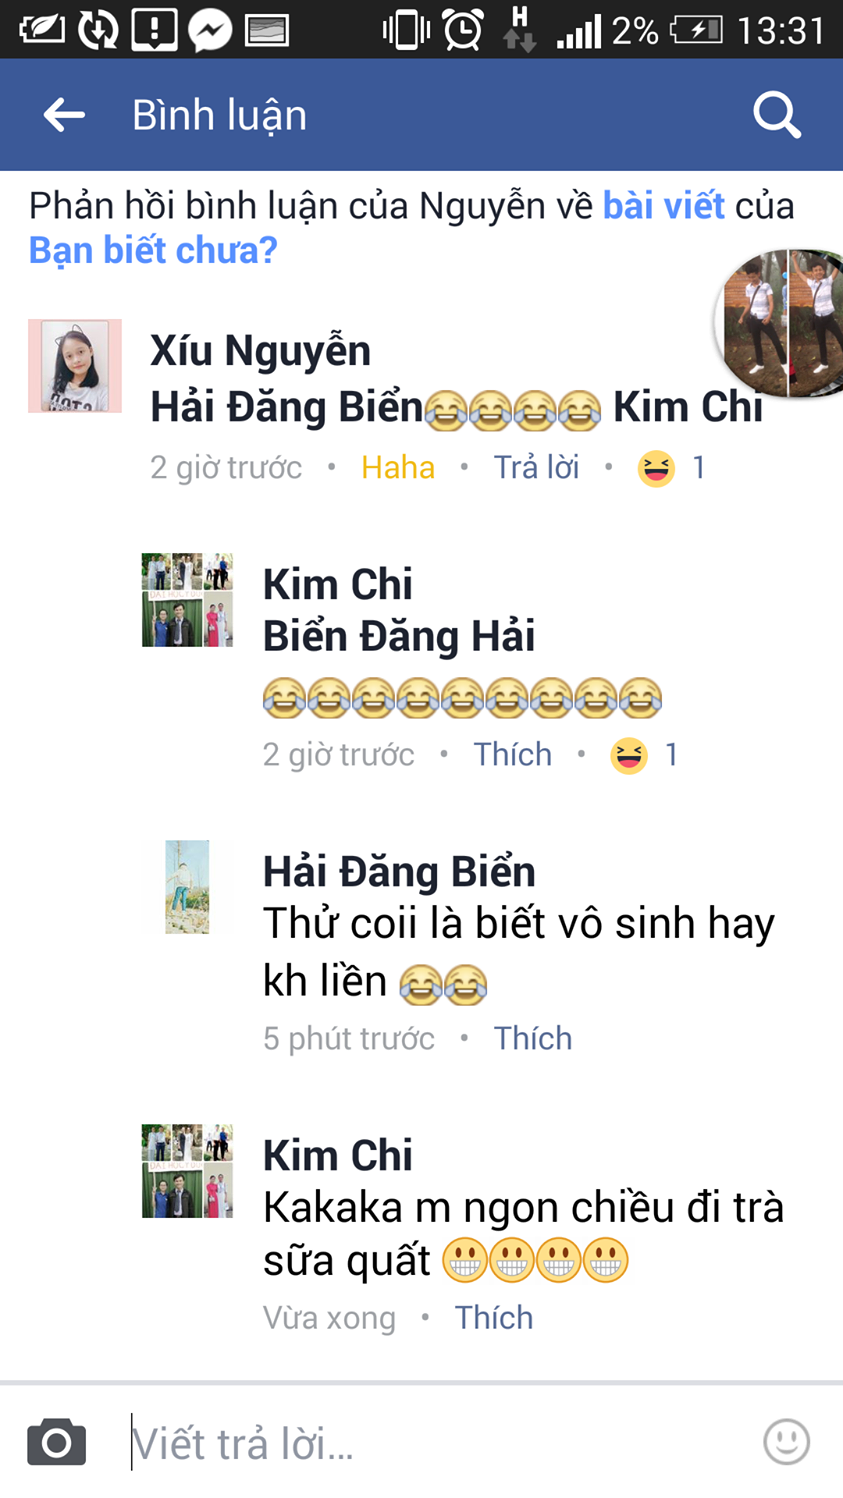 H 2% 13:31
Bình luận
Phản hồi bình luận của Nguyễn về bài viết của
Bạn biết chưa?
Xíu Nguyễn
Hải Đăng Biển😂😂😂😂 Kim Chi
2 giờ trước • Haha • Trả lời • 😆 1
Kim Chi
Biển Đăng Hải
😂😂😂😂😂😂😂😂😂
2 giờ trước • Thích • 😆 1
Hải Đăng Biển
Thử coii là biết vô sinh hay
kh liền 😂😂
5 phút trước • Thích
Kim Chi
Kakaka m ngon chiều đi trà
sữa quất 😁😁😁😁
Vừa xong • Thích
Viết trả lời...